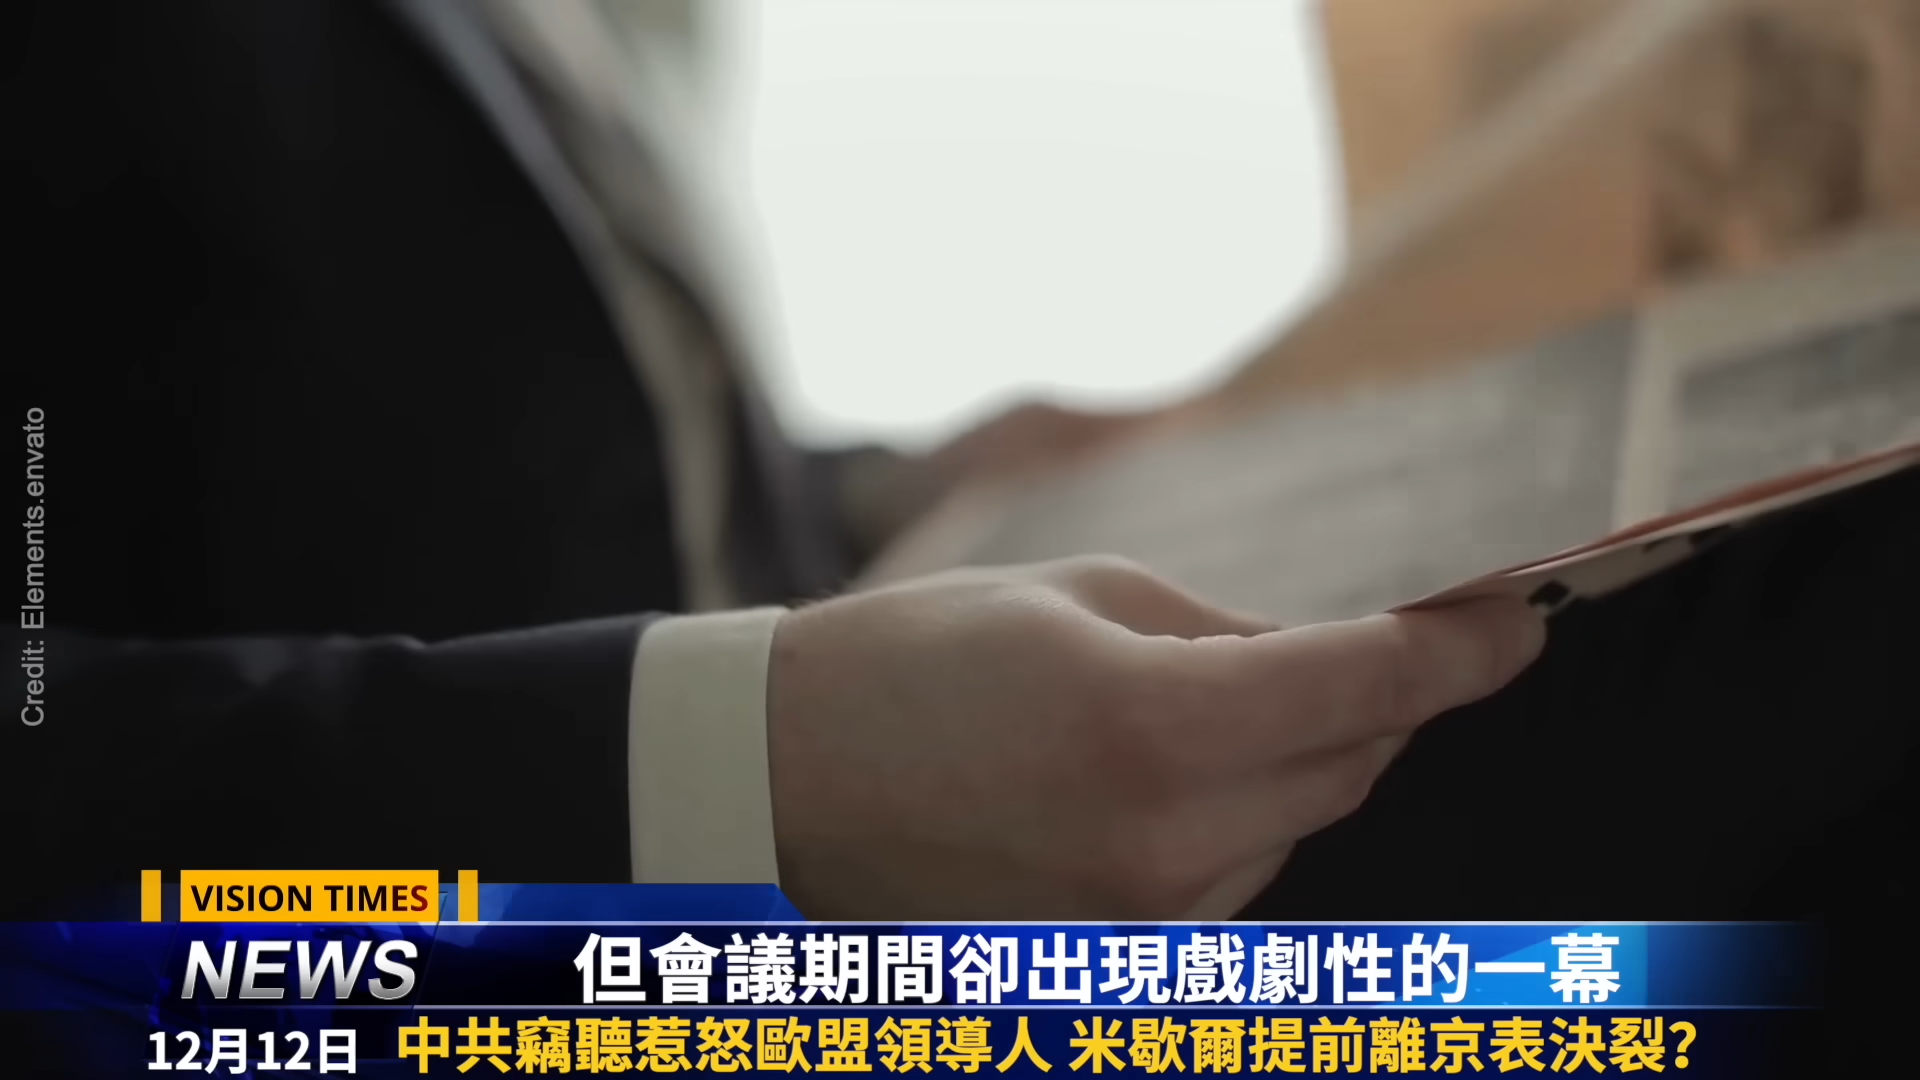 Credit: Elements.envato
VISION TIMES
NEWS
但會議期間卻出現戲劇性的一幕
12月12日
中共竊聽惹怒歐盟領導人 米歇爾提前離京表決裂?